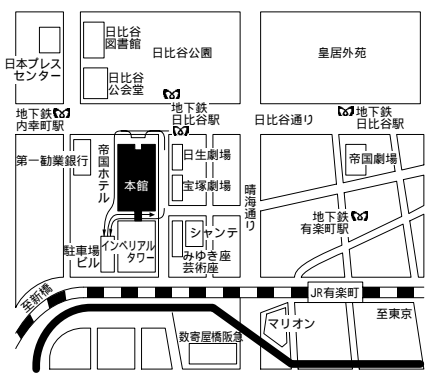 日本プレス
センター
日比谷
図書館
日比谷公園
皇居外苑
日比谷
公会堂
地下鉄
内幸町駅
地下鉄
日比谷駅
日比谷通り
地下鉄
日比谷駅
第一勧業銀行
帝国ホテル
本館
日生劇場
宝塚劇場
晴海通り
帝国劇場
地下鉄
有楽町駅
駐車場
ビル
インペリアル
タワー
シャンテ
みゆき座
芸術座
至新橋
JR有楽町
マリオン
至東京
数寄屋橋阪急